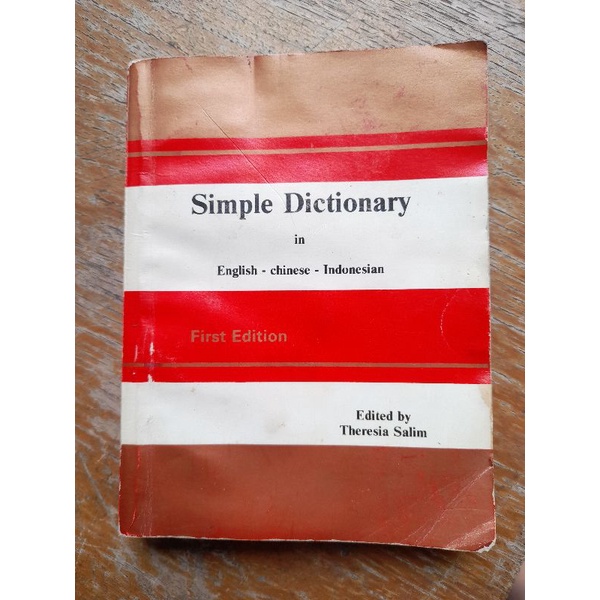 Simple Dictionary
in
English - chinese - Indonesian
First Edition
Edited by
Theresia Salim